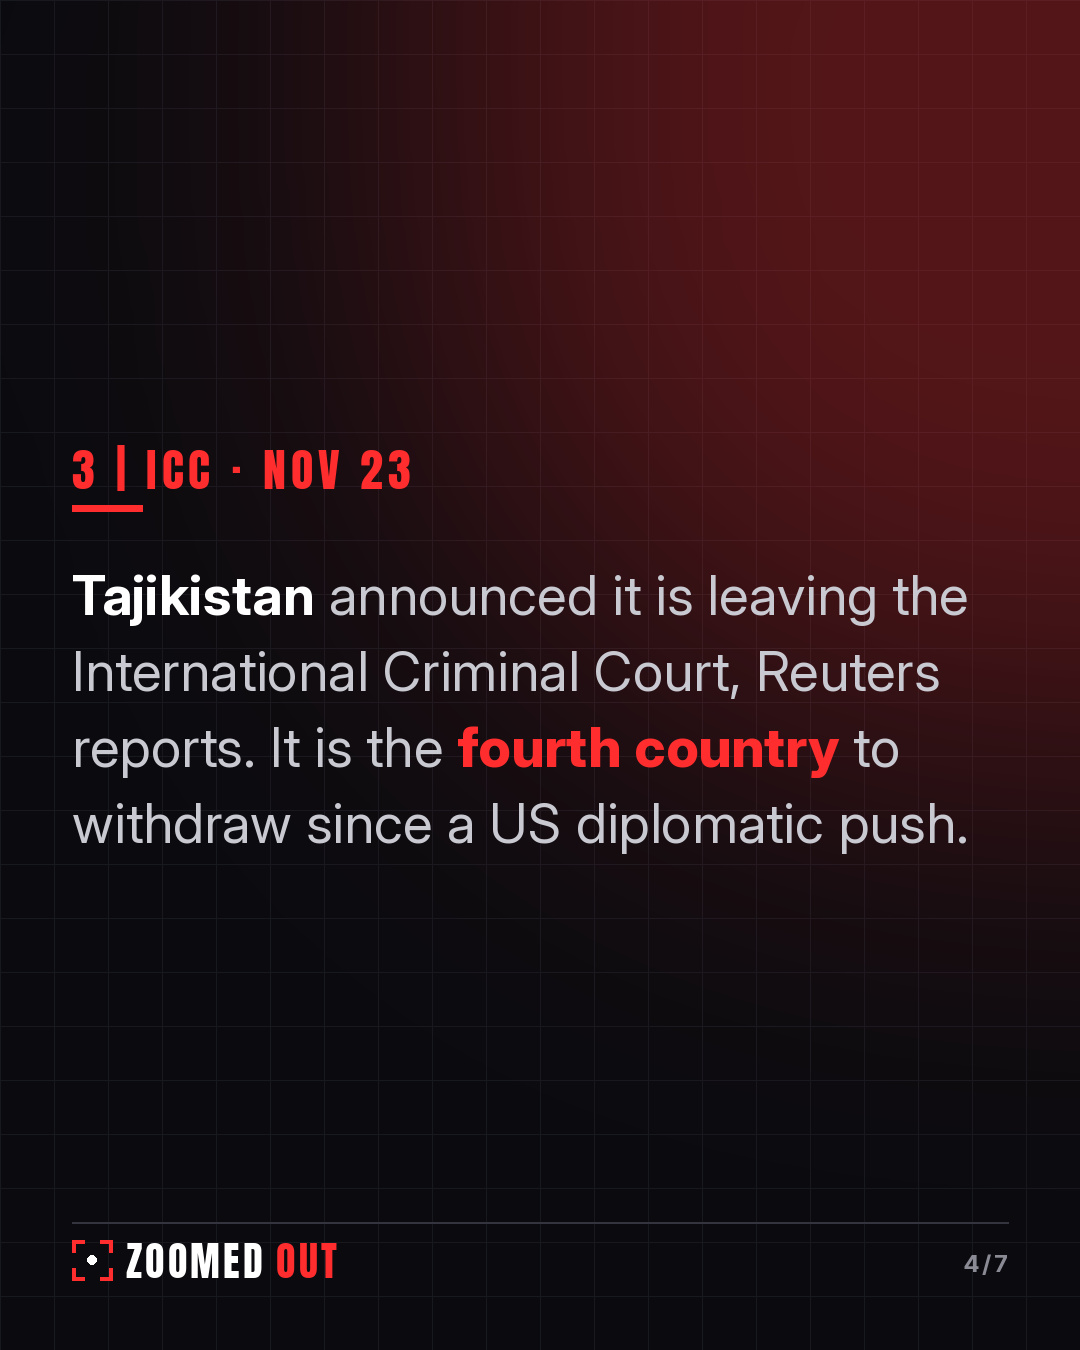 3 | ICC · NOV 23
Tajikistan announced it is leaving the
International Criminal Court, Reuters
reports. It is the fourth country to
withdraw since a US diplomatic push.
ZOOMED OUT
4/7